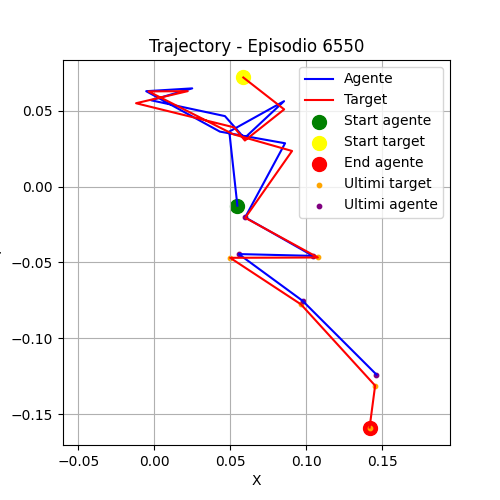 Trajectory - Episodio 6550
Agente
Target
Start agente
Start target
End agente
Ultimi target
Ultimi agente
0.05
0.00
−0.05
−0.10
−0.15
−0.05
0.00
0.05
0.10
0.15
X